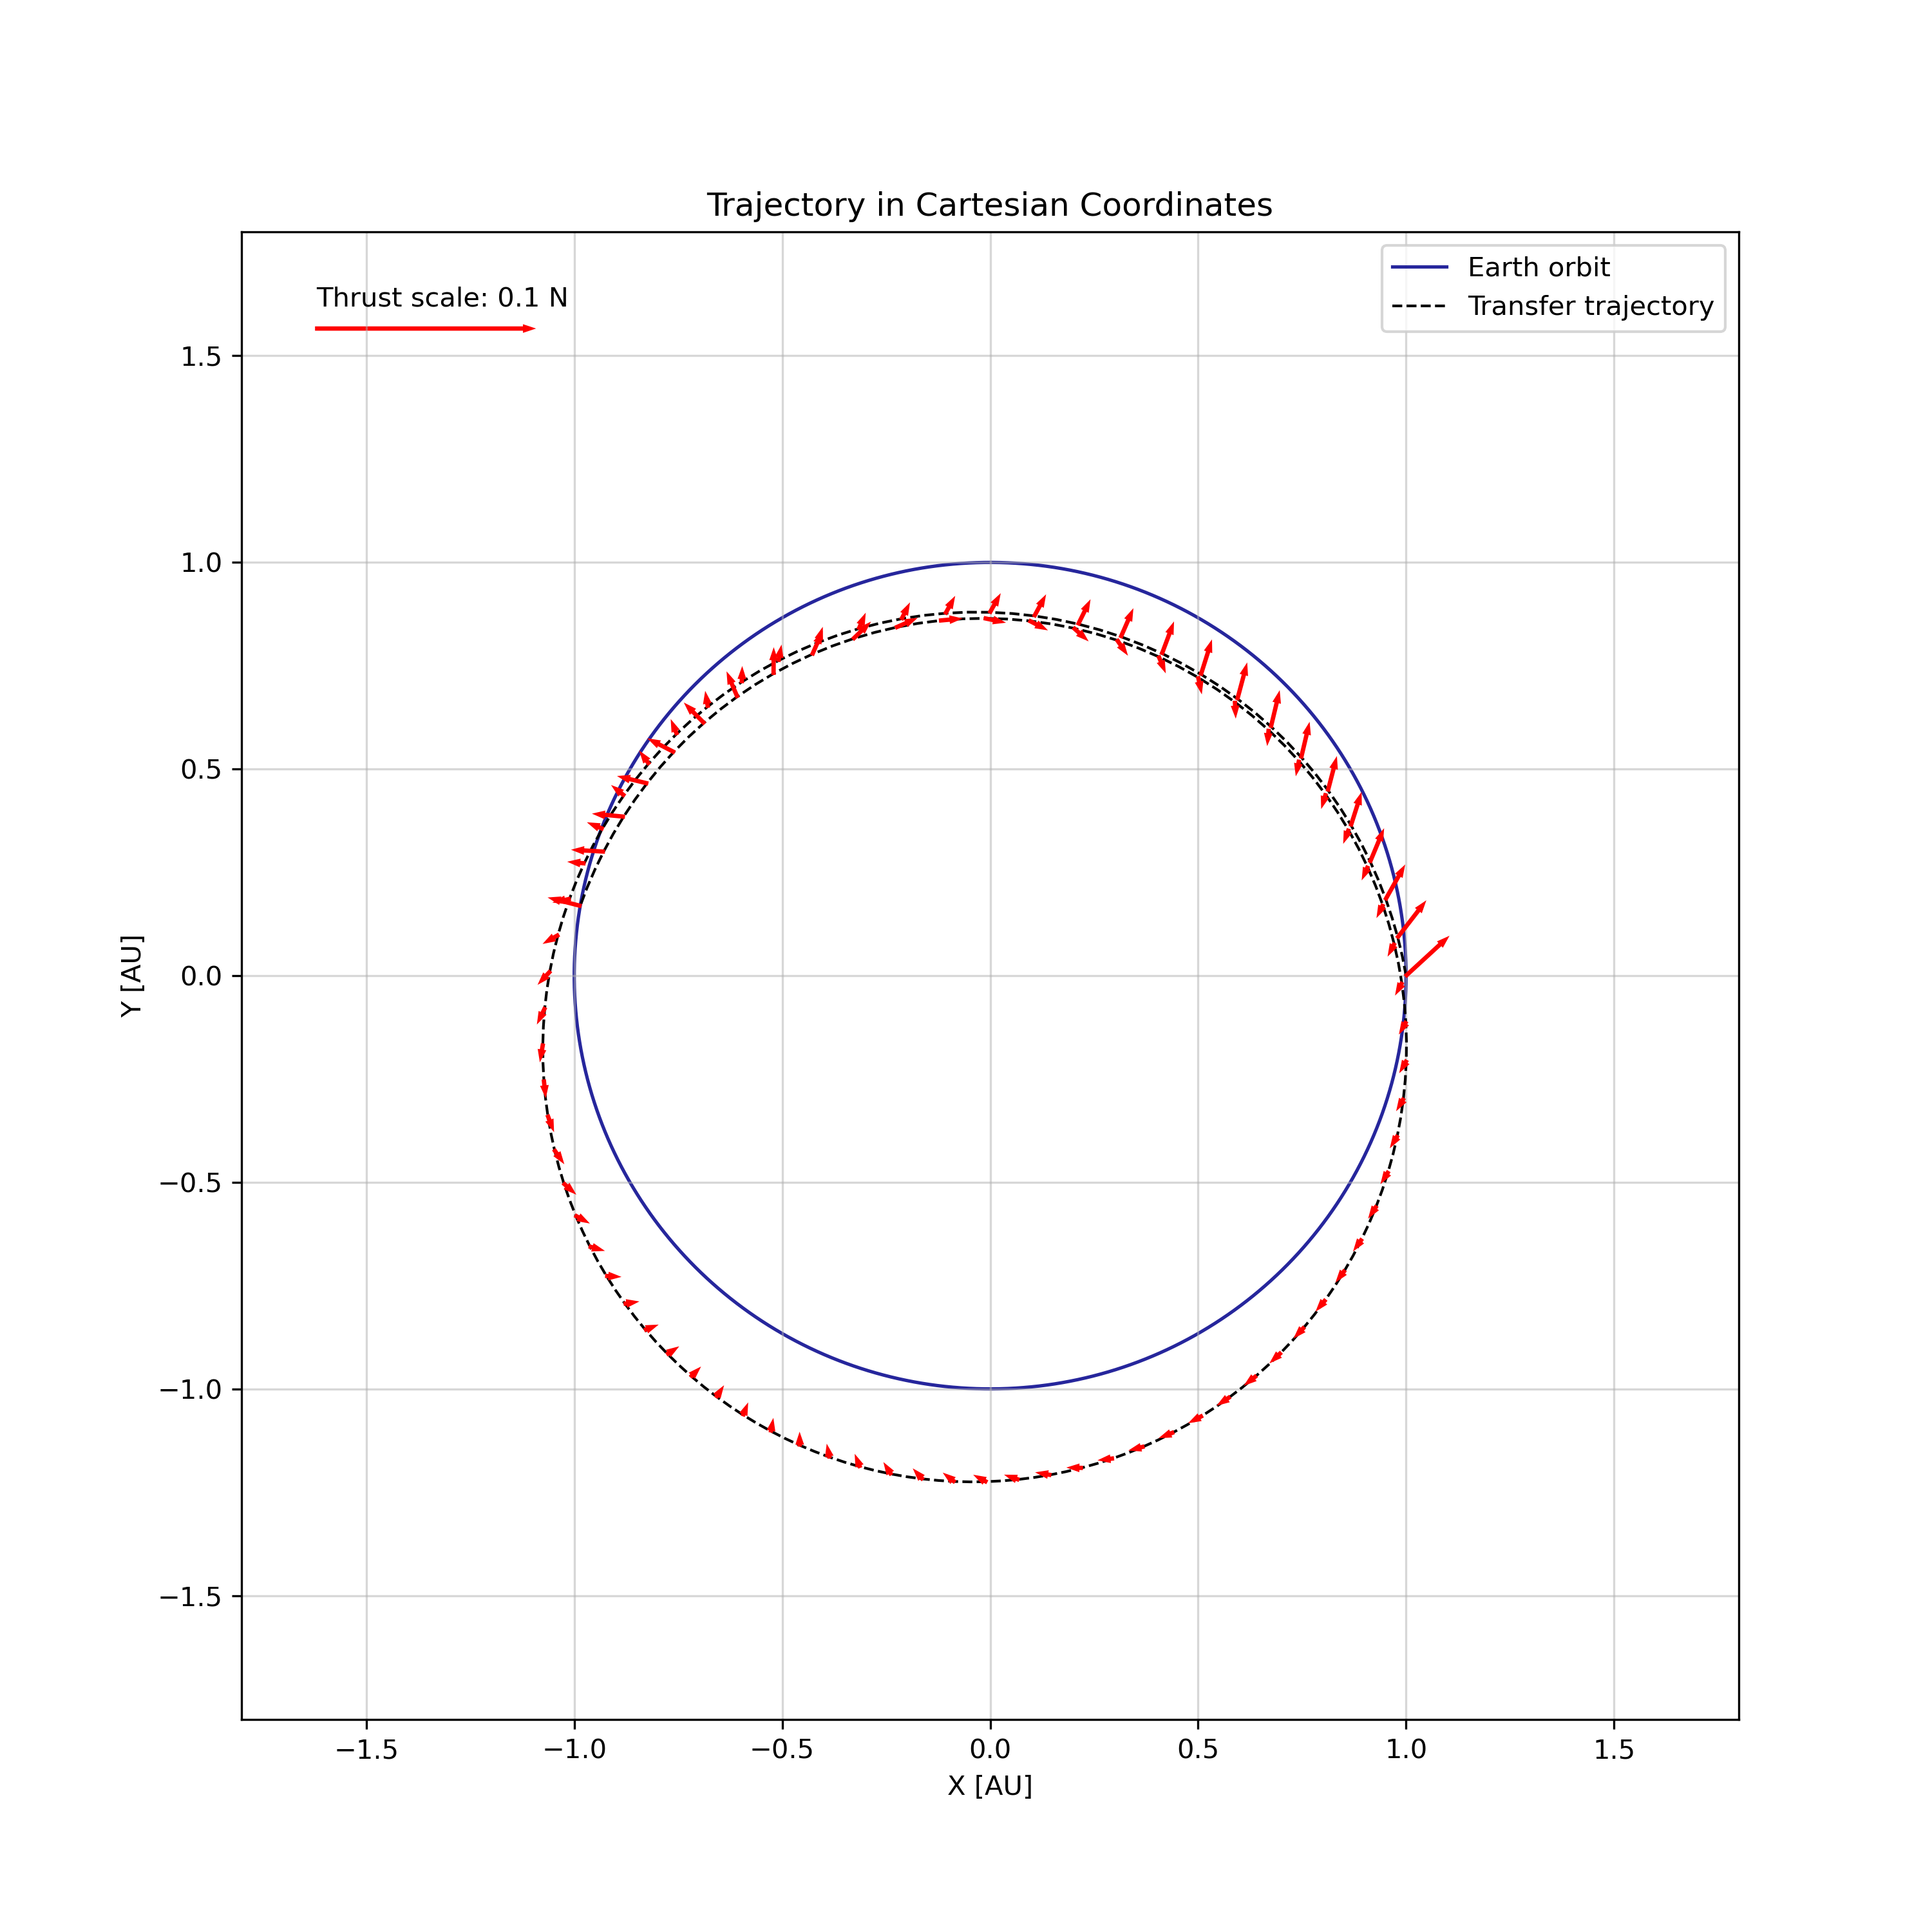 Trajectory in Cartesian Coordinates
Thrust scale: 0.1 N
Earth orbit
Transfer trajectory
1.5
1.0
0.5
0.0
−0.5
−1.0
−1.5
Y [AU]
−1.5 −1.0 −0.5 0.0 0.5 1.0 1.5
X [AU]